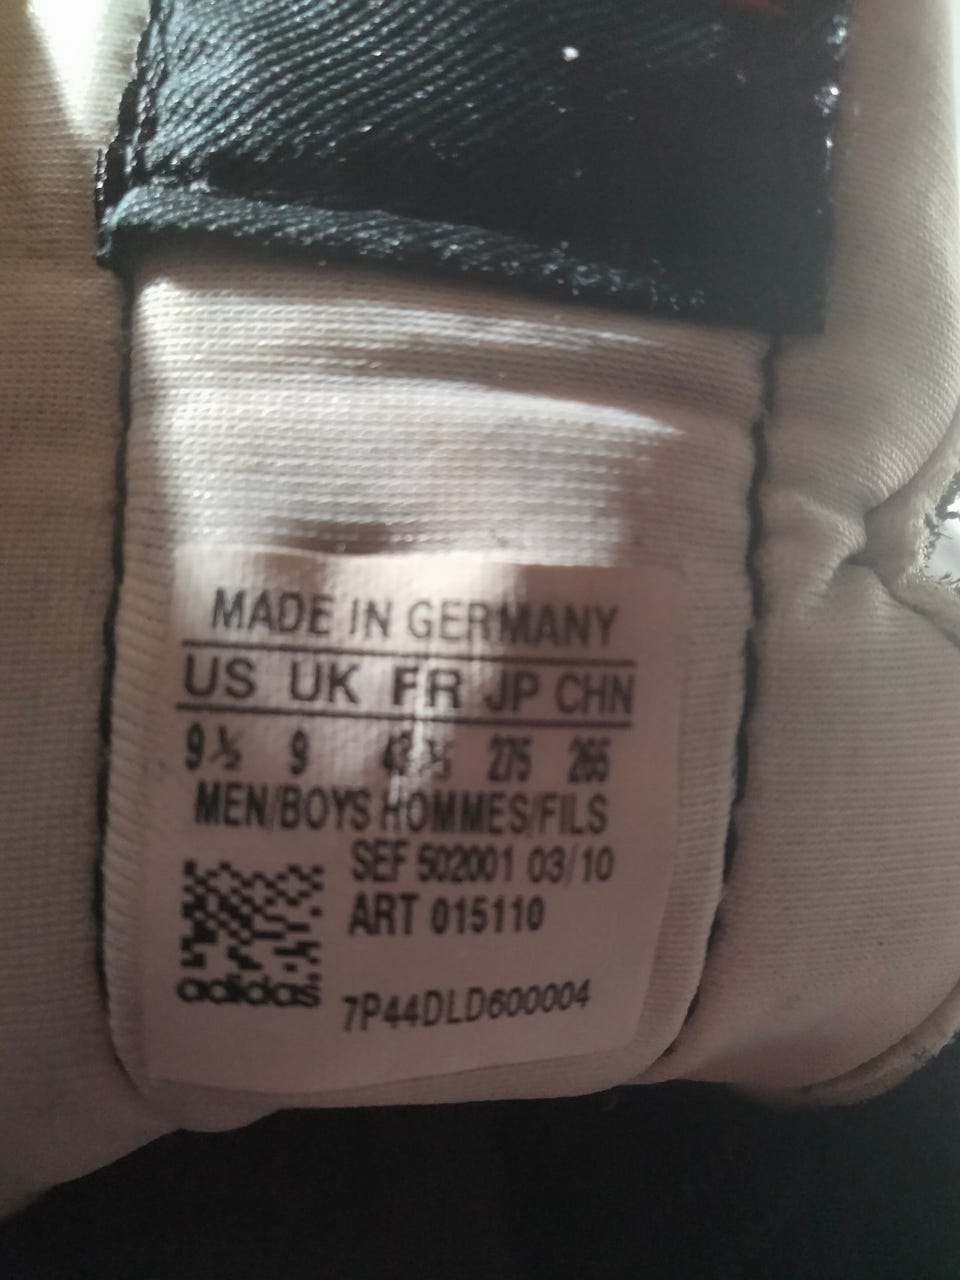 MADE IN GERMANY
US UK FR JP CHN
9½ 9 43⅓ 275 265
MEN/BOYS HOMMES/FILS
SEF 502001 03/10
ART 015110
adidas
7P44DLD600004